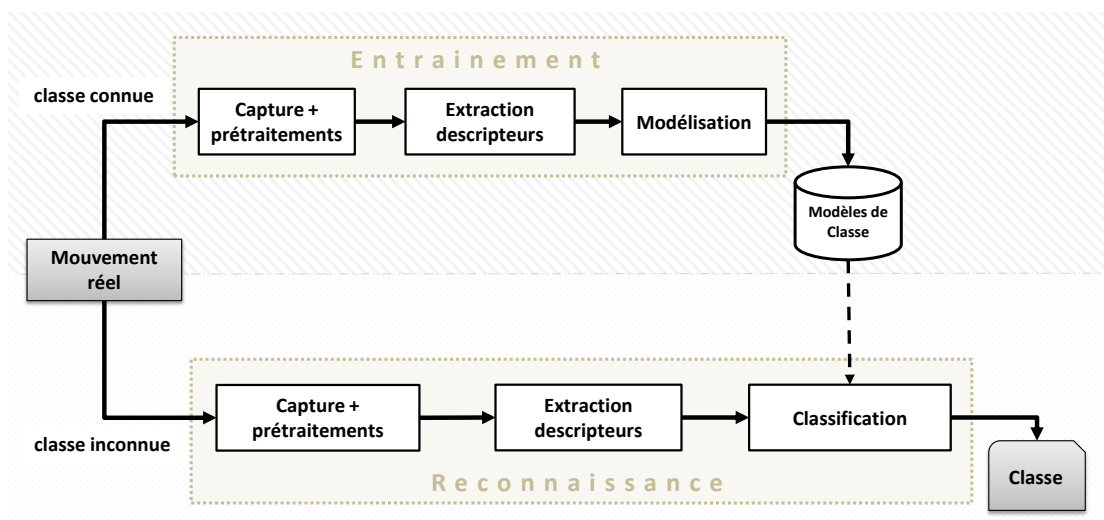 Entrainement
classe connue
Capture +
prétraitements
Extraction
descripteurs
Modélisation
Modèles de
Classe
Mouvement
réel
classe inconnue
Capture +
prétraitements
Extraction
descripteurs
Classification
Classe
Reconnaissance